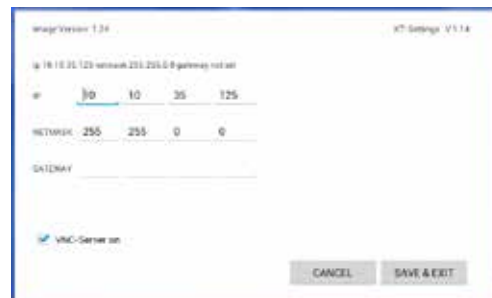 Image Version 1.24
XT-Settings V1.14
ip 10.10.35.125 netmask 255.255.0.0 gateway not set
IP 10 10 35 125
NETMASK 255 255 0 0
GATEWAY
VNC-Server on
CANCEL SAVE & EXIT